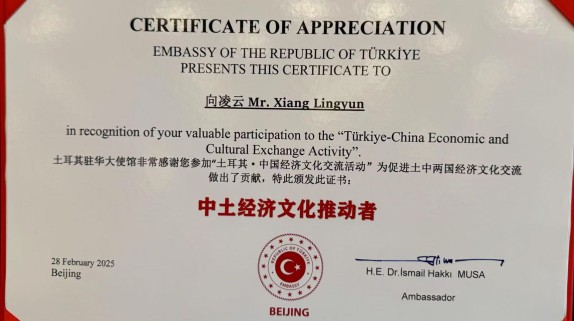 CERTIFICATE OF APPRECIATION
EMBASSY OF THE REPUBLIC OF TÜRKİYE
PRESENTS THIS CERTIFICATE TO
向凌云 Mr. Xiang Lingyun
in recognition of your valuable participation to the “Türkiye-China Economic and
Cultural Exchange Activity”.
土耳其驻华大使馆非常感谢您参加“土耳其·中国经济文化交流活动”为促进土中两国经济文化交流
做出了贡献，特此颁发此证书：
中土经济文化推动者
28 February 2025
Beijing
REPUBLIC OF TÜRKİYE
EMBASSY
BEIJING
H.E. Dr.İsmail Hakkı MUSA
Ambassador